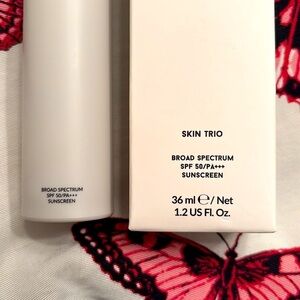 BROAD SPECTRUM
SPF 50/PA+++
SUNSCREEN
SKIN TRIO
BROAD SPECTRUM
SPF 50/PA+++
SUNSCREEN
36 ml ℮/ Net
1.2 US Fl. Oz.